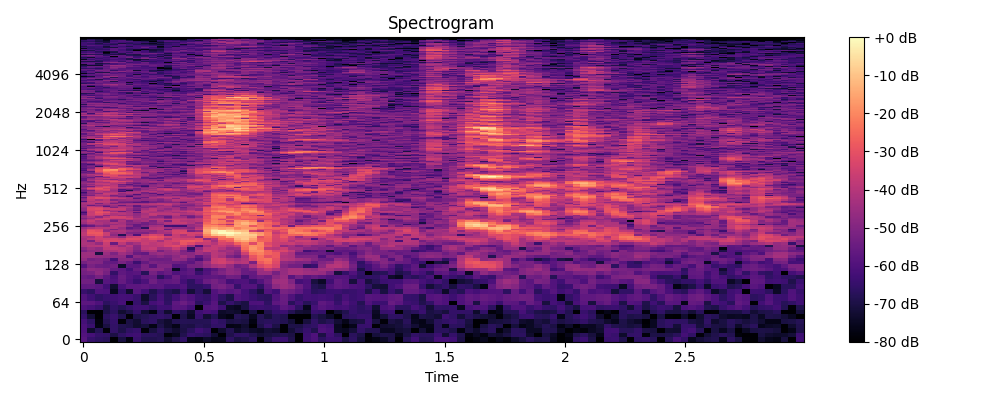 Spectrogram
4096
2048
1024
512
256
128
64
0
Hz
0
0.5
1
1.5
2
2.5
Time
+0 dB
-10 dB
-20 dB
-30 dB
-40 dB
-50 dB
-60 dB
-70 dB
-80 dB